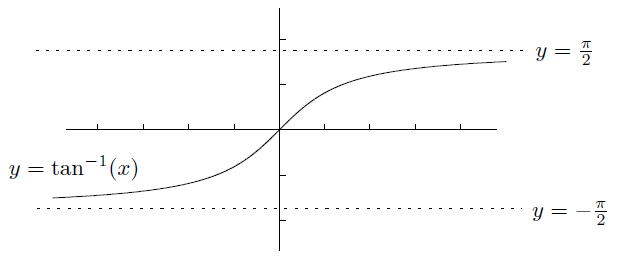 y = π/2
y = tan⁻¹(x)
y = −π/2